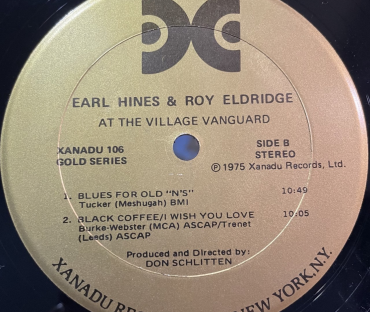 EARL HINES & ROY ELDRIDGE
AT THE VILLAGE VANGUARD
XANADU 106
GOLD SERIES
SIDE B
STEREO
℗ 1975 Xanadu Records, Ltd.
1. BLUES FOR OLD "N'S" 10:49
Tucker (Meshugah) BMI
2. BLACK COFFEE/I WISH YOU LOVE 10:05
Burke-Webster (MCA) ASCAP/Trenet
(Leeds) ASCAP
Produced and Directed by:
DON SCHLITTEN
XANADU NEW YORK, N.Y.